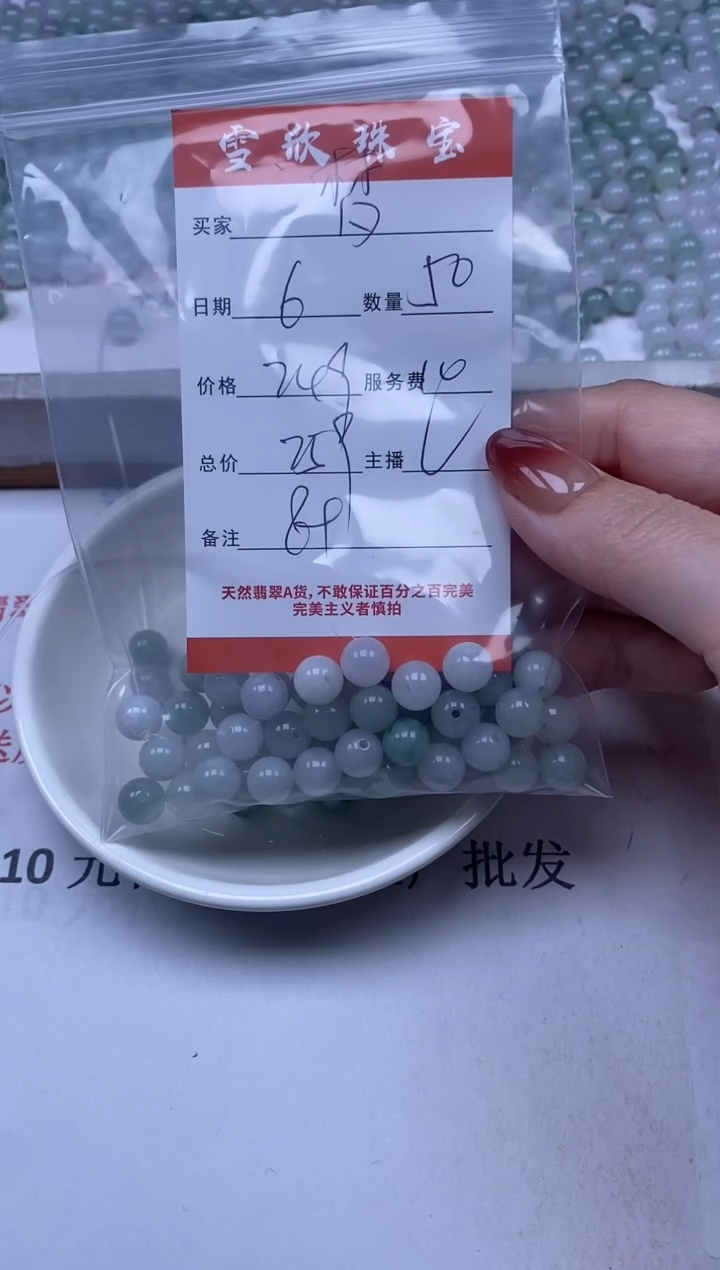 雪欣珠宝
买家
日期 6 数量 50
价格 249 服务费 10
总价 259 主播
备注
天然翡翠A货,不敢保证百分之百完美
完美主义者慎拍
10 元
批发